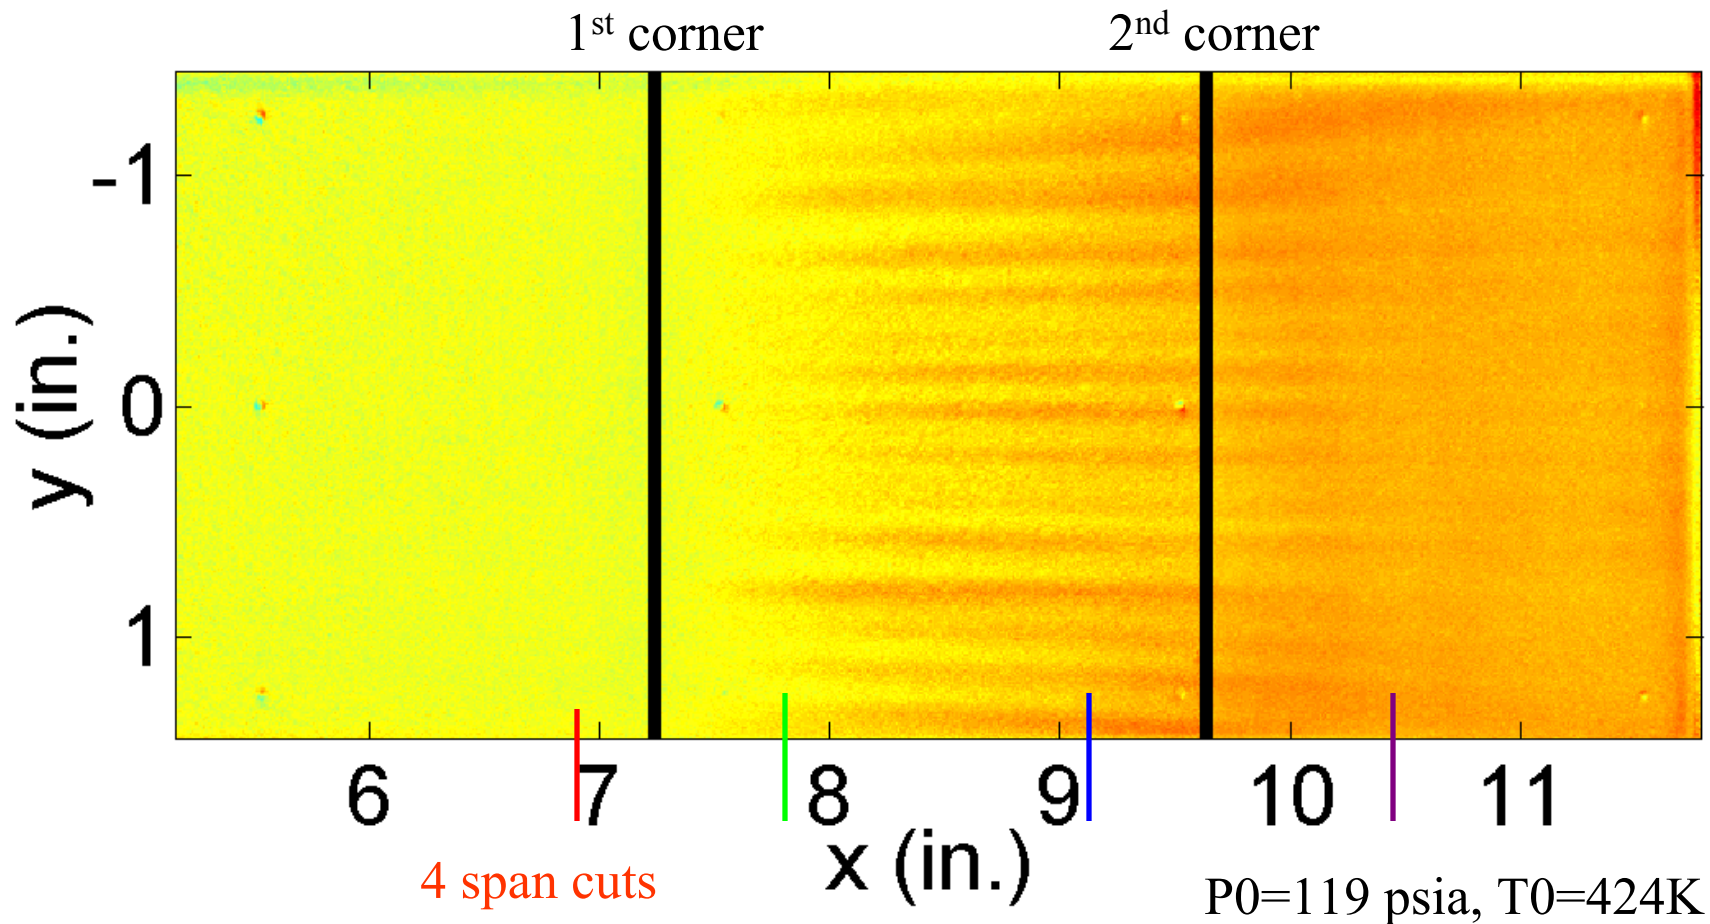 1st corner
2nd corner
-1
0
1
y (in.)
6 7 8 9 10 11
x (in.)
4 span cuts
P0=119 psia, T0=424K